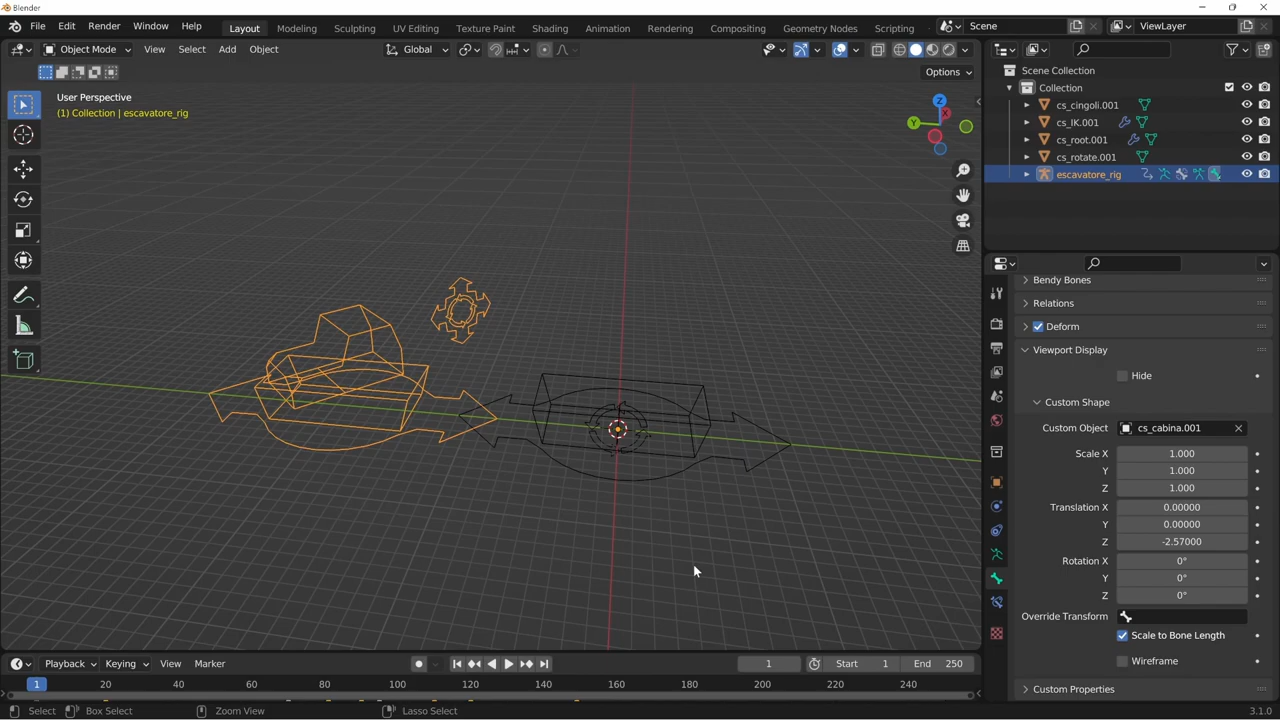 Blender
File Edit Render Window Help
Layout Modeling Sculpting UV Editing Texture Paint Shading Animation Rendering Compositing Geometry Nodes Scripting
Scene
ViewLayer
Object Mode View Select Add Object
Global
Options
User Perspective
(1) Collection | escavatore_rig
Z
X
Y
Scene Collection
Collection
cs_cingoli.001
cs_IK.001
cs_root.001
cs_rotate.001
escavatore_rig
Bendy Bones
Relations
Deform
Viewport Display
Hide
Custom Shape
Custom Object cs_cabina.001
Scale X 1.000
Y 1.000
Z 1.000
Translation X 0.00000
Y 0.00000
Z -2.57000
Rotation X 0°
Y 0°
Z 0°
Override Transform
Scale to Bone Length
Wireframe
Custom Properties
Playback Keying View Marker
1
Start 1
End 250
1 20 40 60 80 100 120 140 160 180 200 220 240
Select Box Select Zoom View Lasso Select
3.1.0